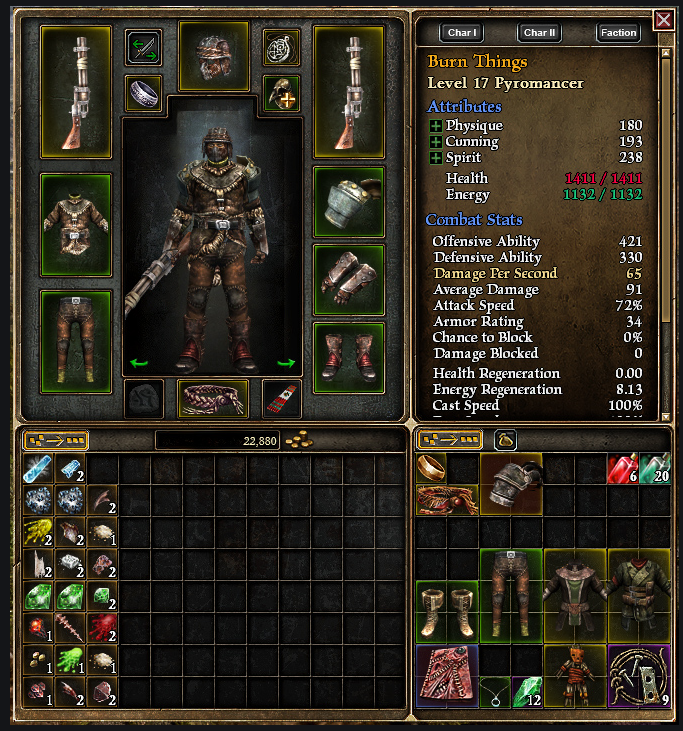 Char I
Char II
Faction
Burn Things
Level 17 Pyromancer
Attributes
Physique 180
Cunning 193
Spirit 238
Health 1411 / 1411
Energy 1132 / 1132
Combat Stats
Offensive Ability 421
Defensive Ability 330
Damage Per Second 65
Average Damage 91
Attack Speed 72%
Armor Rating 34
Chance to Block 0%
Damage Blocked 0
Health Regeneration 0.00
Energy Regeneration 8.13
Cast Speed 100%
22,880
2
2
2 2 1
2 2 2
2
1 2
1 1 1
1 2 2
6 20
12 9